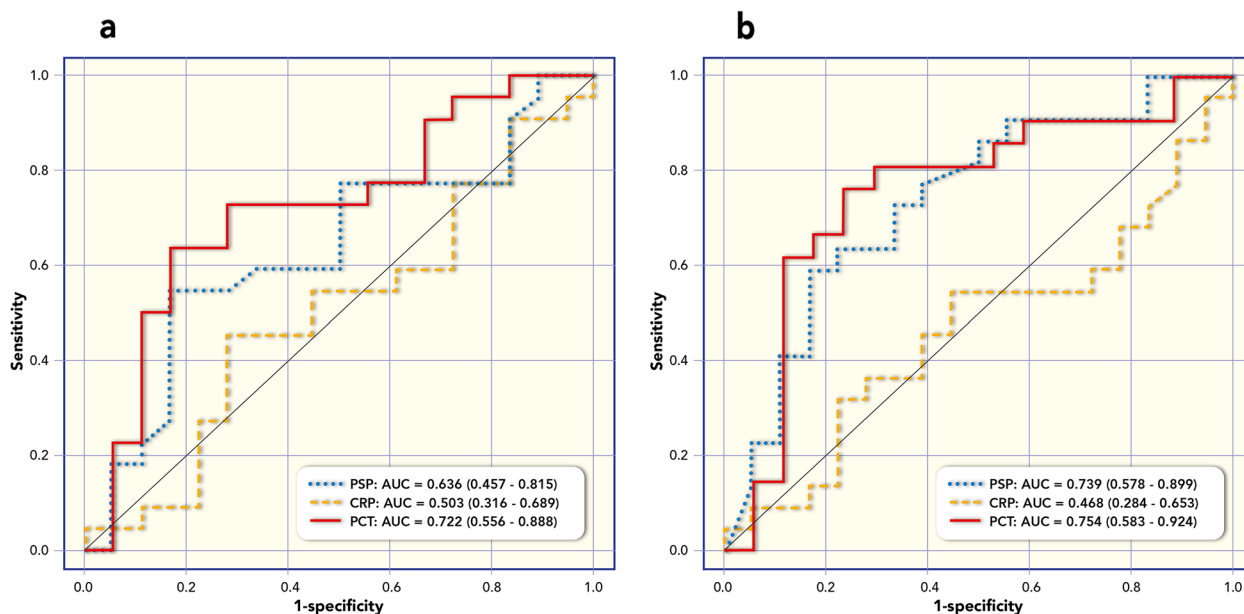 a
1.0
0.8
0.6
0.4
0.2
0.0
Sensitivity
0.0 0.2 0.4 0.6 0.8 1.0
1-specificity
PSP: AUC = 0.636 (0.457 - 0.815)
CRP: AUC = 0.503 (0.316 - 0.689)
PCT: AUC = 0.722 (0.556 - 0.888)
b
1.0
0.8
0.6
0.4
0.2
0.0
Sensitivity
0.0 0.2 0.4 0.6 0.8 1.0
1-specificity
PSP: AUC = 0.739 (0.578 - 0.899)
CRP: AUC = 0.468 (0.284 - 0.653)
PCT: AUC = 0.754 (0.583 - 0.924)